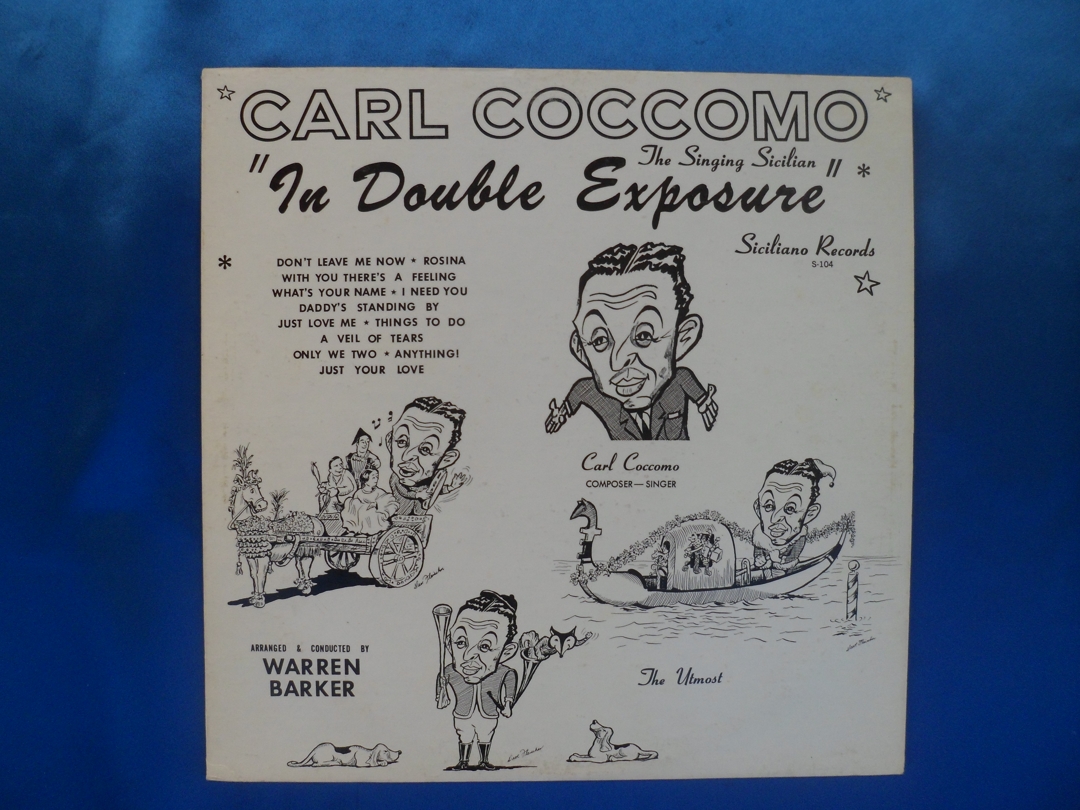 CARL COCCOMO
The Singing Sicilian
"In Double Exposure"
Siciliano Records
S-104
DON'T LEAVE ME NOW ★ ROSINA
WITH YOU THERE'S A FEELING
WHAT'S YOUR NAME ★ I NEED YOU
DADDY'S STANDING BY
JUST LOVE ME ★ THINGS TO DO
A VEIL OF TEARS
ONLY WE TWO ★ ANYTHING!
JUST YOUR LOVE
Carl Coccomo
COMPOSER — SINGER
ARRANGED & CONDUCTED BY
WARREN
BARKER
The Utmost